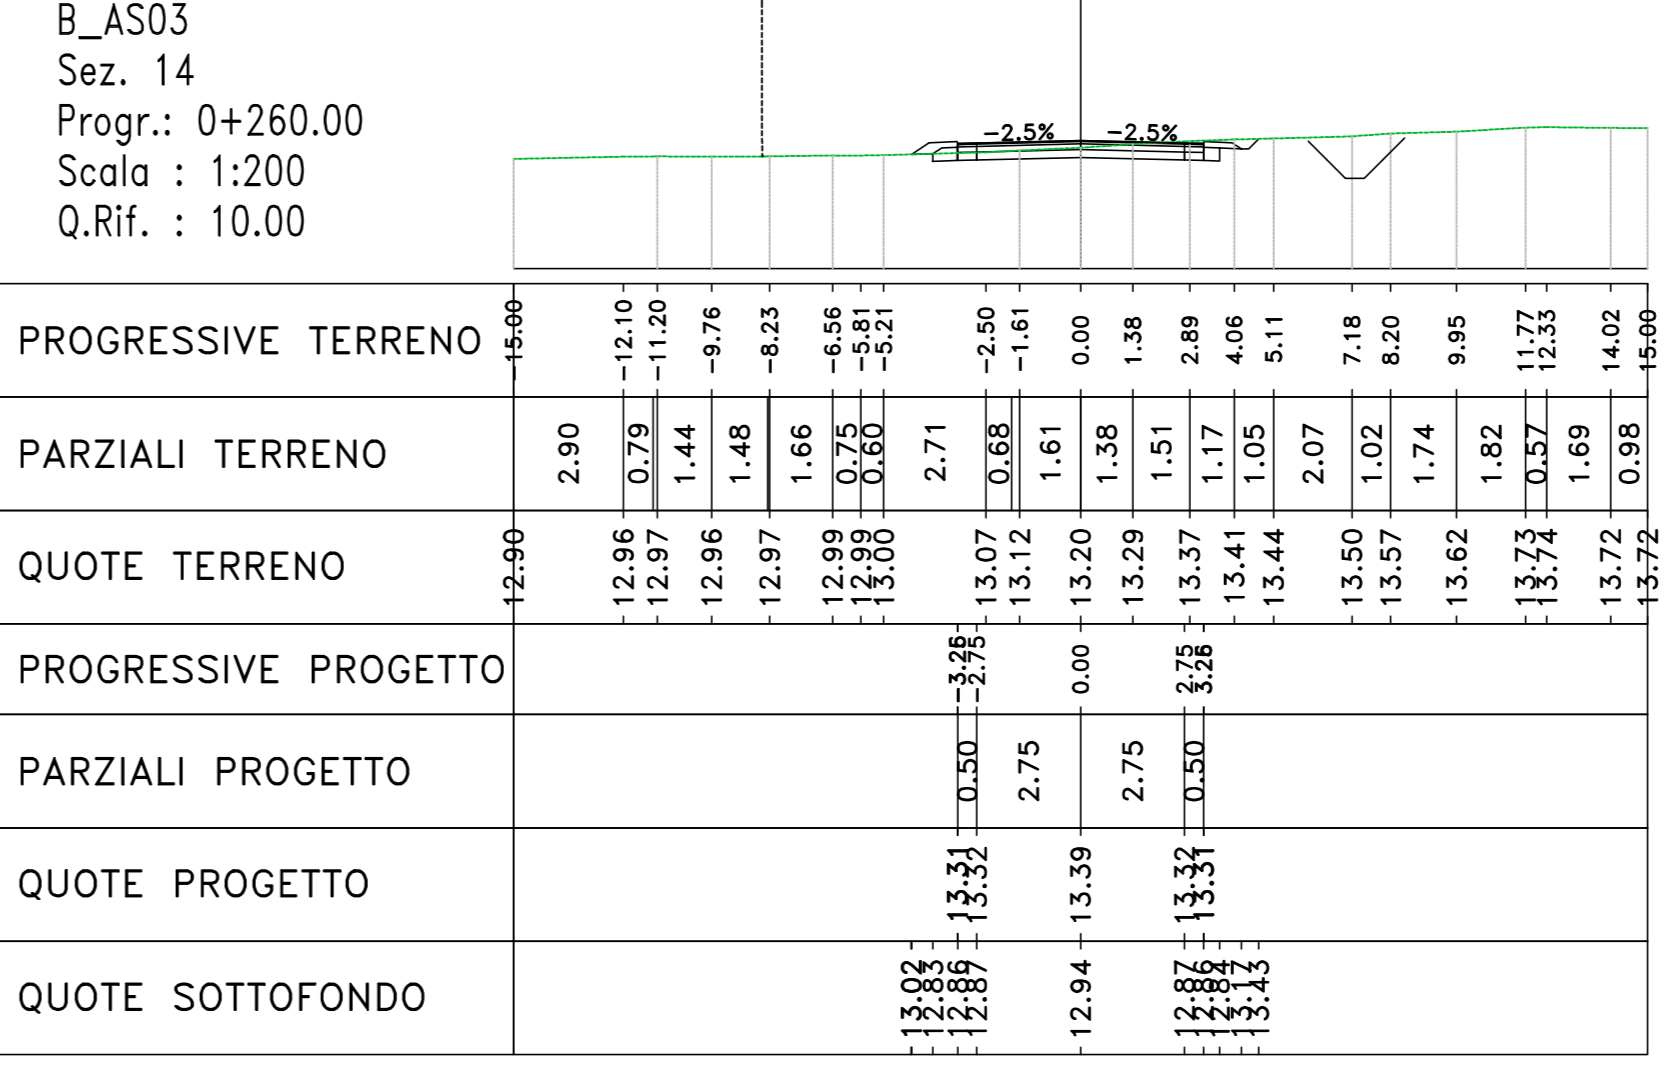 B_AS03
Sez. 14
Progr.: 0+260.00
Scala : 1:200
Q.Rif. : 10.00
-2.5% -2.5%
PROGRESSIVE TERRENO -15.00 -12.10 -11.20 -9.76 -8.23 -6.56 -5.81 -5.21 -2.50 -1.61 0.00 1.38 2.89 4.06 5.11 7.18 8.20 9.95 11.77 12.33 14.02 15.00
PARZIALI TERRENO 2.90 0.79 1.44 1.48 1.66 0.75 0.60 2.71 0.68 1.61 1.38 1.51 1.17 1.05 2.07 1.02 1.74 1.82 0.57 1.69 0.98
QUOTE TERRENO 12.90 12.96 12.97 12.96 12.97 12.99 12.99 13.00 13.07 13.12 13.20 13.29 13.37 13.41 13.44 13.50 13.57 13.62 13.73 13.74 13.72 13.72
PROGRESSIVE PROGETTO -3.26 -2.75 0.00 2.75 3.26
PARZIALI PROGETTO 0.50 2.75 2.75 0.50
QUOTE PROGETTO 13.31 13.32 13.39 13.32 13.31
QUOTE SOTTOFONDO 13.02 12.83 12.86 12.87 12.94 12.87 12.86 12.84 13.17 13.43